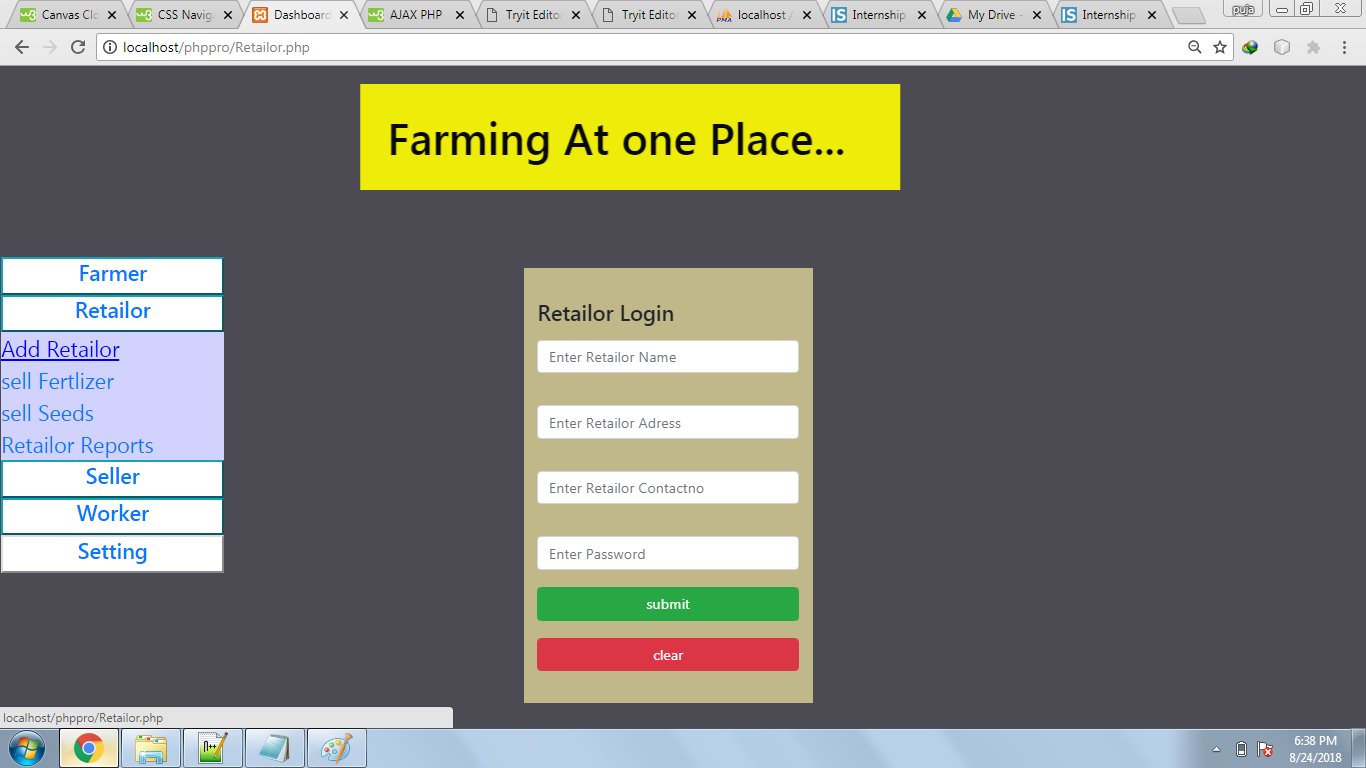 Canvas Clo
CSS Naviga
Dashboard
AJAX PHP
Tryit Editor
Tryit Editor
localhost /
Internship
My Drive -
Internship
puja
localhost/phppro/Retailor.php
Farming At one Place...
Farmer
Retailor
Add Retailor
sell Fertlizer
sell Seeds
Retailor Reports
Seller
Worker
Setting
Retailor Login
Enter Retailor Name
Enter Retailor Adress
Enter Retailor Contactno
Enter Password
submit
clear
localhost/phppro/Retailor.php
6:38 PM
8/24/2018